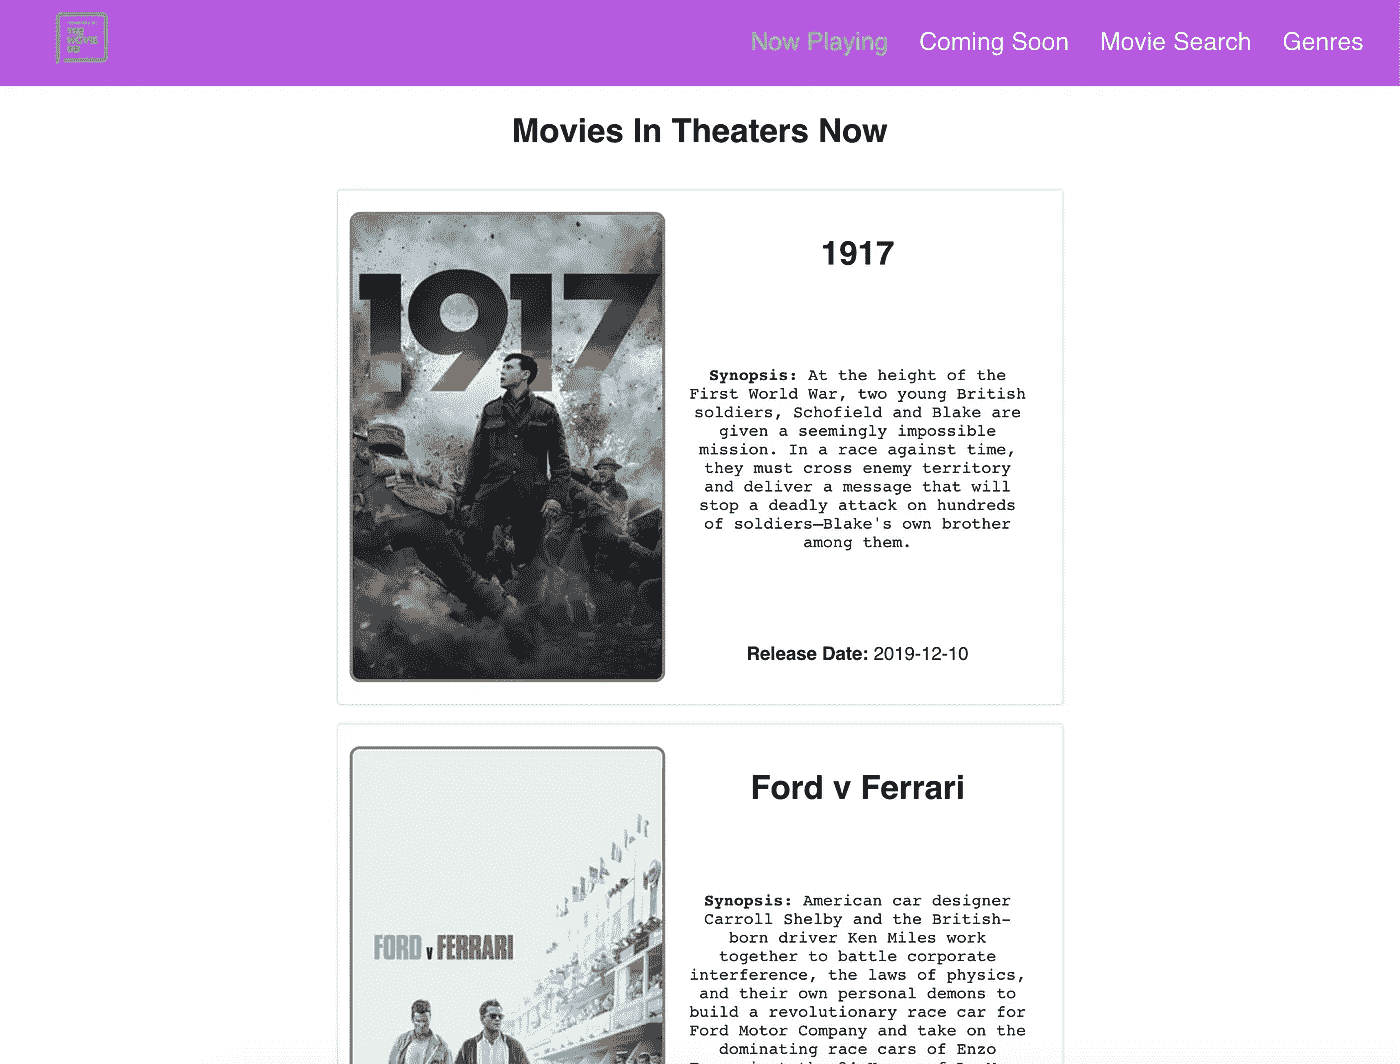 Now Playing Coming Soon Movie Search Genres
Movies In Theaters Now
1917
1917
Synopsis: At the height of the
First World War, two young British
soldiers, Schofield and Blake are
given a seemingly impossible
mission. In a race against time,
they must cross enemy territory
and deliver a message that will
stop a deadly attack on hundreds
of soldiers—Blake's own brother
among them.
Release Date: 2019-12-10
FORD v FERRARI
Ford v Ferrari
Synopsis: American car designer
Carroll Shelby and the British-
born driver Ken Miles work
together to battle corporate
interference, the laws of physics,
and their own personal demons to
build a revolutionary race car for
Ford Motor Company and take on the
dominating race cars of Enzo